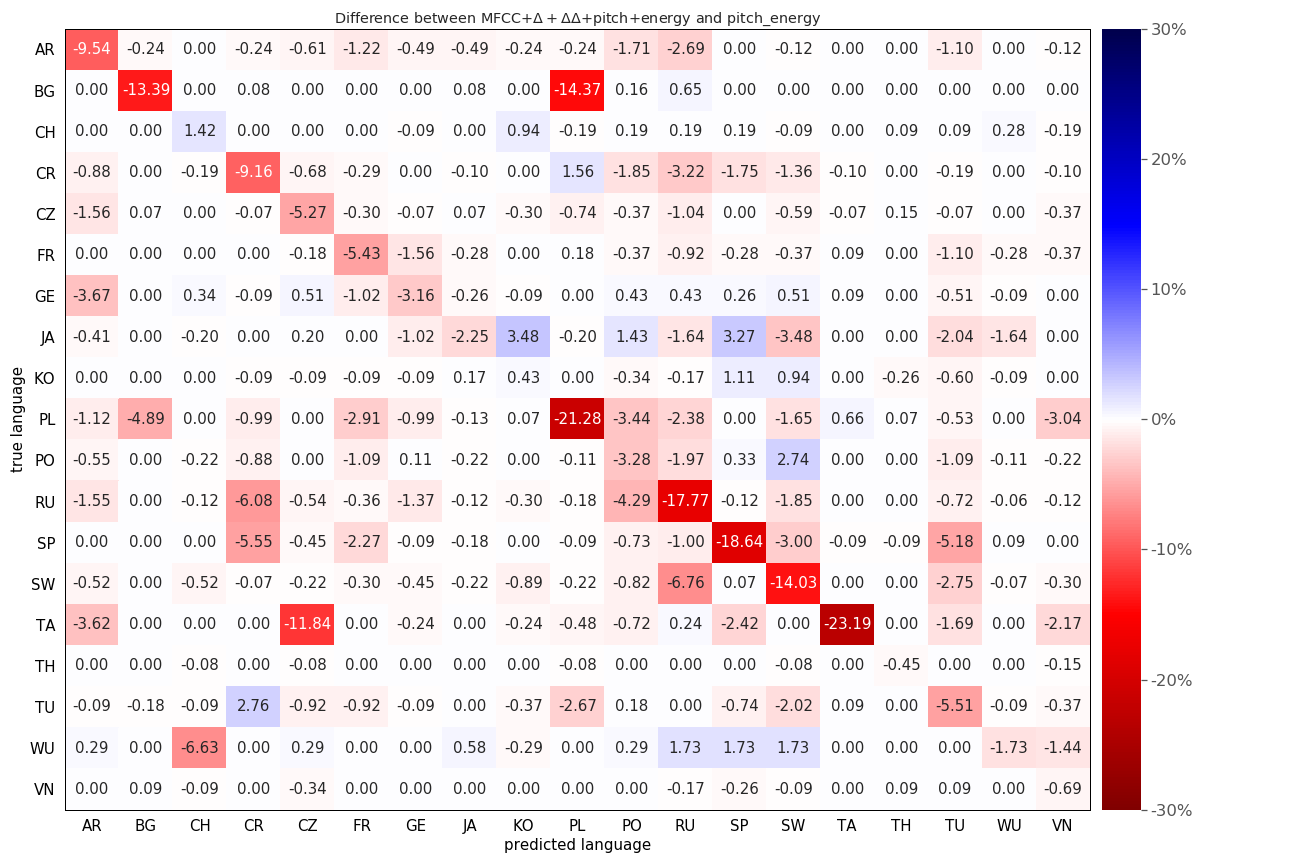 Difference between MFCC+Δ + ΔΔ+pitch+energy and pitch_energy
AR -9.54 -0.24 0.00 -0.24 -0.61 -1.22 -0.49 -0.49 -0.24 -0.24 -1.71 -2.69 0.00 -0.12 0.00 0.00 -1.10 0.00 -0.12
BG 0.00 -13.39 0.00 0.08 0.00 0.00 0.00 0.08 0.00 -14.37 0.16 0.65 0.00 0.00 0.00 0.00 0.00 0.00 0.00
CH 0.00 0.00 1.42 0.00 0.00 0.00 -0.09 0.00 0.94 -0.19 0.19 0.19 0.19 -0.09 0.00 0.09 0.09 0.28 -0.19
CR -0.88 0.00 -0.19 -9.16 -0.68 -0.29 0.00 -0.10 0.00 1.56 -1.85 -3.22 -1.75 -1.36 -0.10 0.00 -0.19 0.00 -0.10
CZ -1.56 0.07 0.00 -0.07 -5.27 -0.30 -0.07 0.07 -0.30 -0.74 -0.37 -1.04 0.00 -0.59 -0.07 0.15 -0.07 0.00 -0.37
FR 0.00 0.00 0.00 0.00 -0.18 -5.43 -1.56 -0.28 0.00 0.18 -0.37 -0.92 -0.28 -0.37 0.09 0.00 -1.10 -0.28 -0.37
GE -3.67 0.00 0.34 -0.09 0.51 -1.02 -3.16 -0.26 -0.09 0.00 0.43 0.43 0.26 0.51 0.09 0.00 -0.51 -0.09 0.00
JA -0.41 0.00 -0.20 0.00 0.20 0.00 -1.02 -2.25 3.48 -0.20 1.43 -1.64 3.27 -3.48 0.00 0.00 -2.04 -1.64 0.00
KO 0.00 0.00 0.00 -0.09 -0.09 -0.09 -0.09 0.17 0.43 0.00 -0.34 -0.17 1.11 0.94 0.00 -0.26 -0.60 -0.09 0.00
PL -1.12 -4.89 0.00 -0.99 0.00 -2.91 -0.99 -0.13 0.07 -21.28 -3.44 -2.38 0.00 -1.65 0.66 0.07 -0.53 0.00 -3.04
PO -0.55 0.00 -0.22 -0.88 0.00 -1.09 0.11 -0.22 0.00 -0.11 -3.28 -1.97 0.33 2.74 0.00 0.00 -1.09 -0.11 -0.22
RU -1.55 0.00 -0.12 -6.08 -0.54 -0.36 -1.37 -0.12 -0.30 -0.18 -4.29 -17.77 -0.12 -1.85 0.00 0.00 -0.72 -0.06 -0.12
SP 0.00 0.00 0.00 -5.55 -0.45 -2.27 -0.09 -0.18 0.00 -0.09 -0.73 -1.00 -18.64 -3.00 -0.09 -0.09 -5.18 0.09 0.00
SW -0.52 0.00 -0.52 -0.07 -0.22 -0.30 -0.45 -0.22 -0.89 -0.22 -0.82 -6.76 0.07 -14.03 0.00 0.00 -2.75 -0.07 -0.30
TA -3.62 0.00 0.00 0.00 -11.84 0.00 -0.24 0.00 -0.24 -0.48 -0.72 0.24 -2.42 0.00 -23.19 0.00 -1.69 0.00 -2.17
TH 0.00 0.00 -0.08 0.00 -0.08 0.00 0.00 0.00 0.00 -0.08 0.00 0.00 0.00 -0.08 0.00 -0.45 0.00 0.00 -0.15
TU -0.09 -0.18 -0.09 2.76 -0.92 -0.92 -0.09 0.00 -0.37 -2.67 0.18 0.00 -0.74 -2.02 0.09 0.00 -5.51 -0.09 -0.37
WU 0.29 0.00 -6.63 0.00 0.29 0.00 0.00 0.58 -0.29 0.00 0.29 1.73 1.73 1.73 0.00 0.00 0.00 -1.73 -1.44
VN 0.00 0.09 -0.09 0.00 -0.34 0.00 0.00 0.00 0.00 0.00 0.00 -0.17 -0.26 -0.09 0.00 0.09 0.09 0.00 -0.69
AR BG CH CR CZ FR GE JA KO PL PO RU SP SW TA TH TU WU VN
predicted language
true language
30%
20%
10%
0%
-10%
-20%
-30%